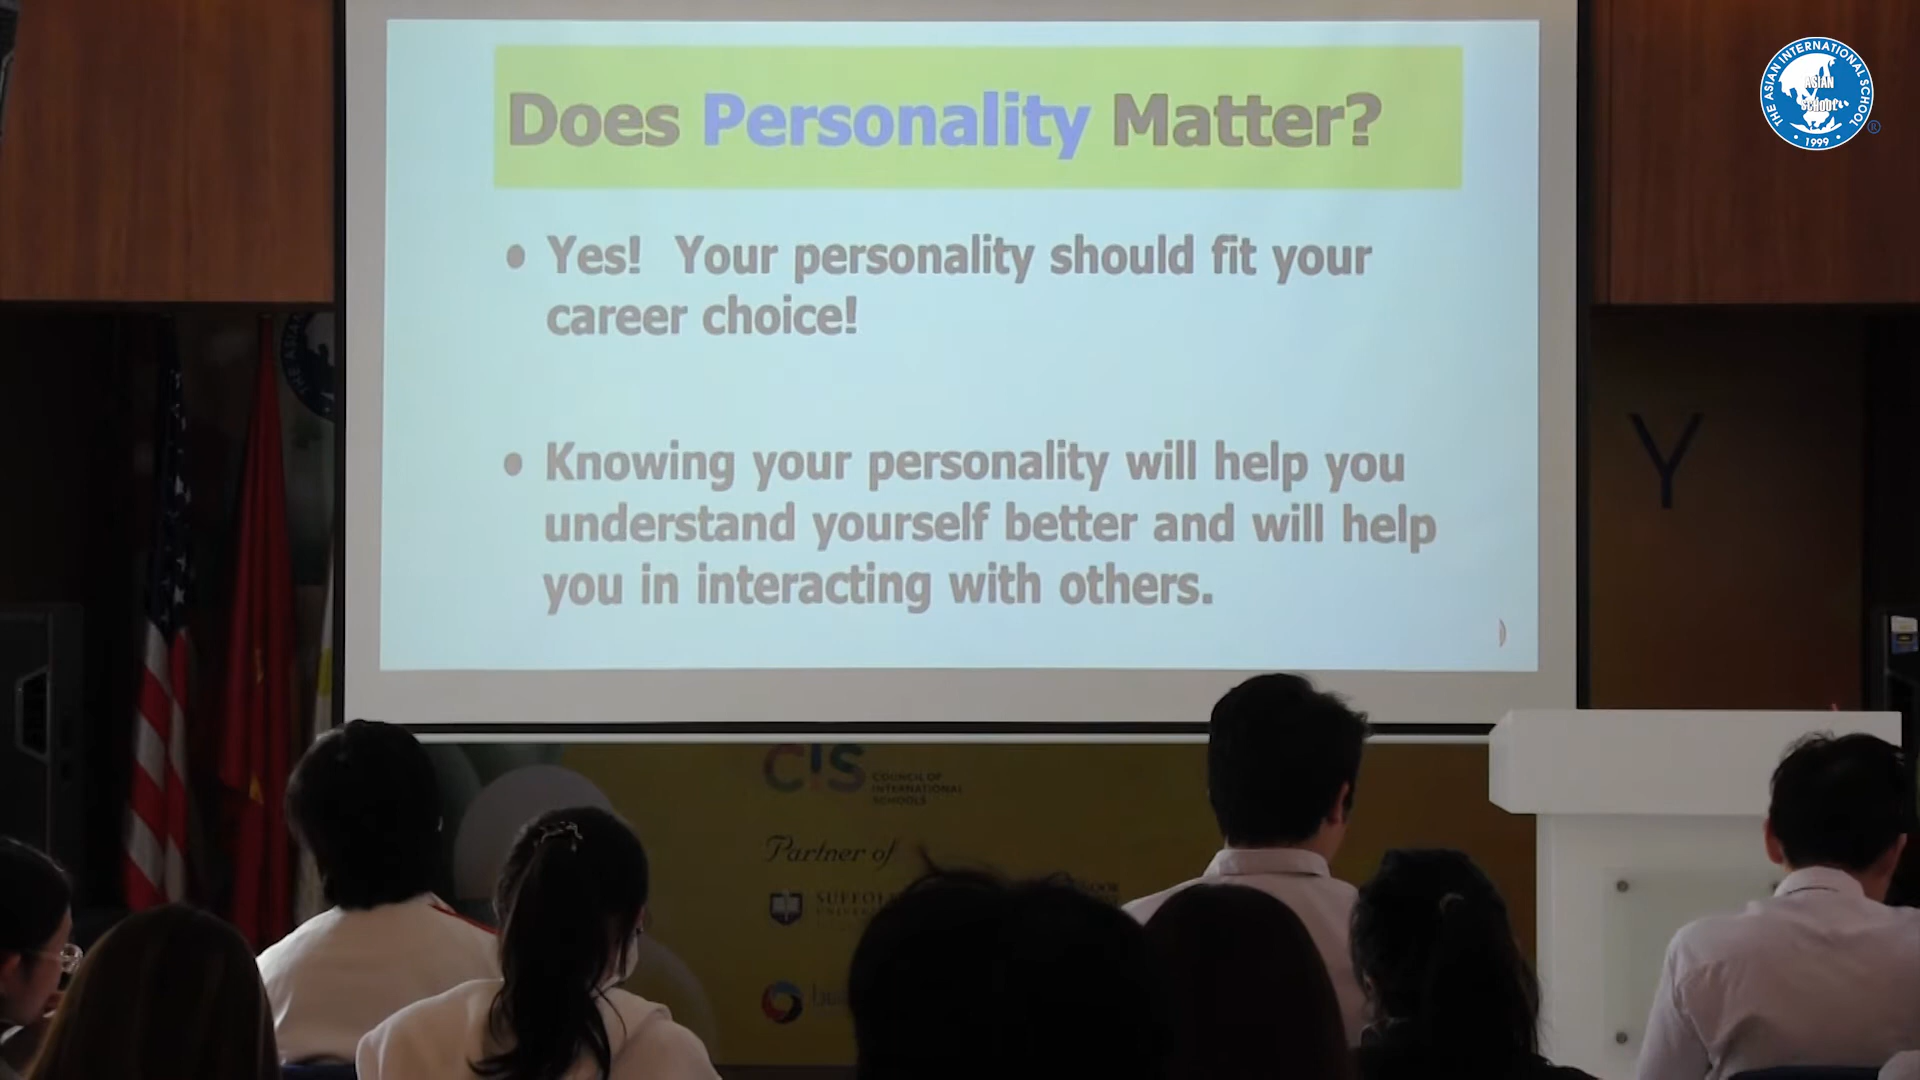 Does Personality Matter?
• Yes! Your personality should fit your
career choice!
• Knowing your personality will help you
understand yourself better and will help
you in interacting with others.
THE ASIAN INTERNATIONAL SCHOOL
ASIAN
SCHOOL
1999
®
THE ASIA
Y
CIS
COUNCIL OF
INTERNATIONAL
SCHOOLS
Partner of